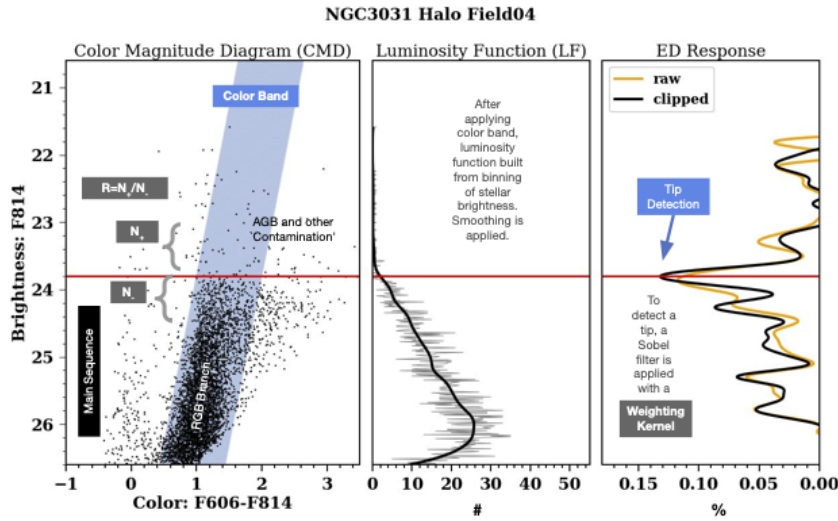 NGC3031 Halo Field04
Color Magnitude Diagram (CMD)
Luminosity Function (LF)
ED Response
Brightness: F814
21
22
23
24
25
26
Color Band
R=N+/N-
N+
N-
AGB and other
'Contamination'
Main Sequence
RGB Branch
−1
0
1
2
3
Color: F606-F814
After
applying
color band,
luminosity
function built
from binning
of stellar
brightness.
Smoothing is
applied.
0
10
20
30
40
50
#
raw
clipped
Tip
Detection
To
detect a
tip, a
Sobel
filter is
applied
with a
Weighting
Kernel
0.15
0.10
0.05
0.00
%